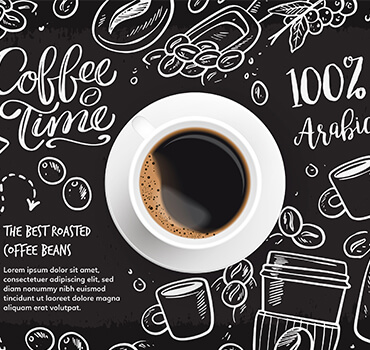 Coffee
Time
100%
Arabic
THE BEST ROASTED
COFFEE BEANS
Lorem ipsum dolor sit amet,
consectetuer adipiscing elit,
sed diam nonummy nibh euismod
tincidunt ut laoreet dolore magna
aliquam erat volutpat.